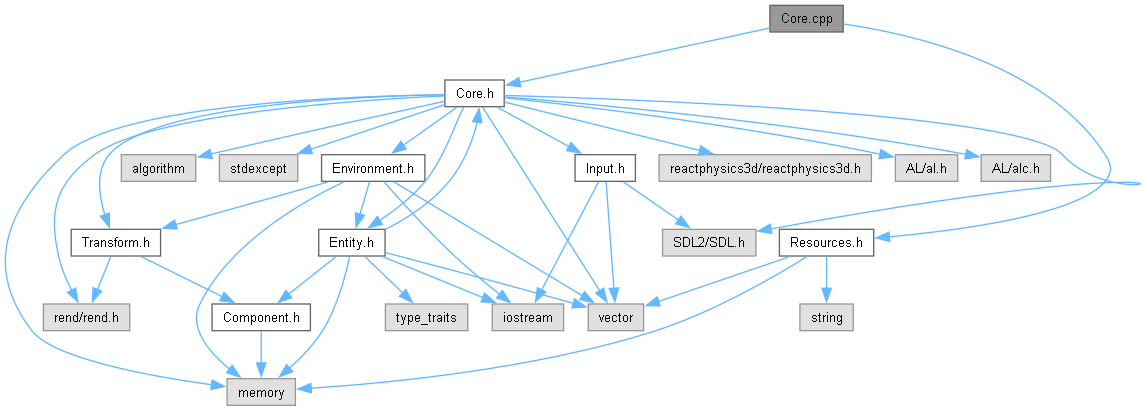 Core.cpp
Core.h
algorithm
stdexcept
Environment.h
Input.h
reactphysics3d/reactphysics3d.h
AL/al.h
AL/alc.h
Transform.h
Entity.h
SDL2/SDL.h
Resources.h
rend/rend.h
Component.h
type_traits
iostream
vector
string
memory